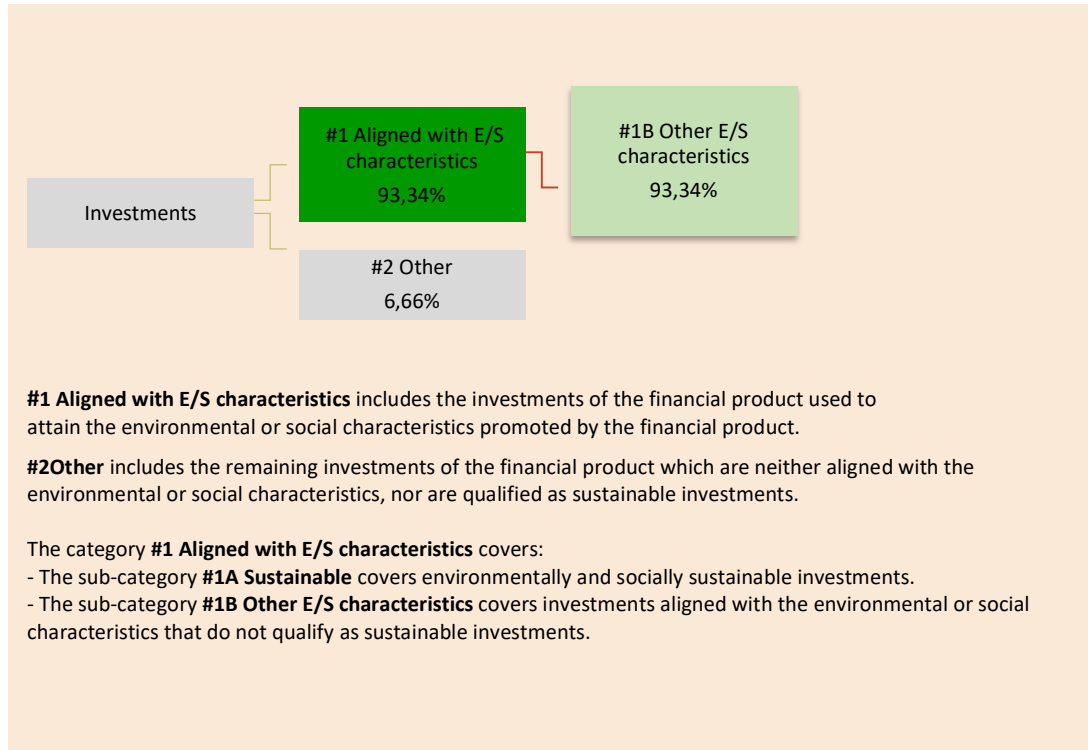 #1 Aligned with E/S
characteristics
93,34%
#1B Other E/S
characteristics
93,34%
Investments
#2 Other
6,66%
#1 Aligned with E/S characteristics includes the investments of the financial product used to
attain the environmental or social characteristics promoted by the financial product.
#2Other includes the remaining investments of the financial product which are neither aligned with the
environmental or social characteristics, nor are qualified as sustainable investments.
The category #1 Aligned with E/S characteristics covers:
- The sub-category #1A Sustainable covers environmentally and socially sustainable investments.
- The sub-category #1B Other E/S characteristics covers investments aligned with the environmental or social
characteristics that do not qualify as sustainable investments.